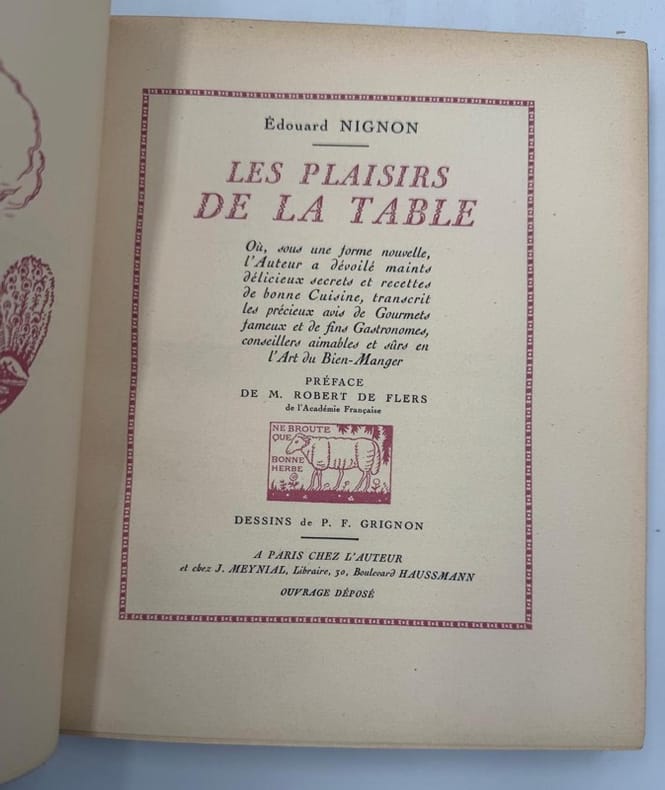 Édouard NIGNON
LES PLAISIRS
DE LA TABLE
Où, sous une forme nouvelle,
l'Auteur a dévoilé maints
délicieux secrets et recettes
de bonne Cuisine, transcrit
les précieux avis de Gourmets
fameux et de fins Gastronomes,
conseillers aimables et sûrs en
l'Art du Bien-Manger
PRÉFACE
DE M. ROBERT DE FLERS
de l'Académie Française
NE BROUTE
QUE
BONNE
HERBE
DESSINS de P. F. GRIGNON
A PARIS CHEZ L'AUTEUR
et chez J. MEYNIAL, Libraire, 30, Boulevard HAUSSMANN
OUVRAGE DÉPOSÉ